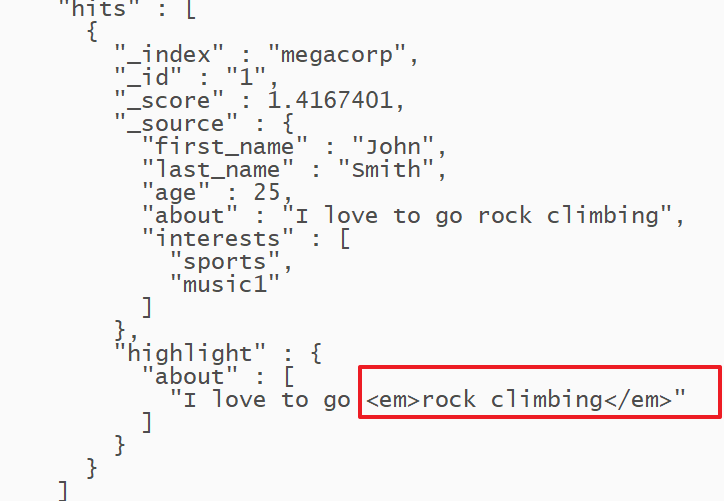 "hits" : [
{
"_index" : "megacorp",
"_id" : "1",
"_score" : 1.4167401,
"_source" : {
"first_name" : "John",
"last_name" : "Smith",
"age" : 25,
"about" : "I love to go rock climbing",
"interests" : [
"sports",
"music1"
]
},
"highlight" : {
"about" : [
"I love to go <em>rock climbing</em>"
]
}
}
]